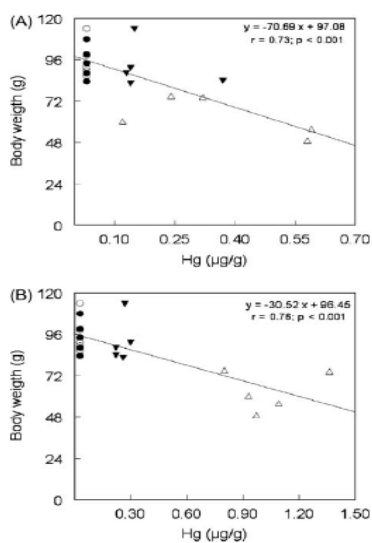 (A)
y = -70.69 x + 97.08
r = 0.73; p < 0.001
Body weigth (g)
120
96
72
48
24
0
0.10 0.25 0.40 0.55 0.70
Hg (µg/g)
(B)
y = -30.52 x + 96.45
r = 0.76; p < 0.001
Body weigth (g)
120
96
72
48
24
0
0.30 0.60 0.90 1.20 1.50
Hg (µg/g)